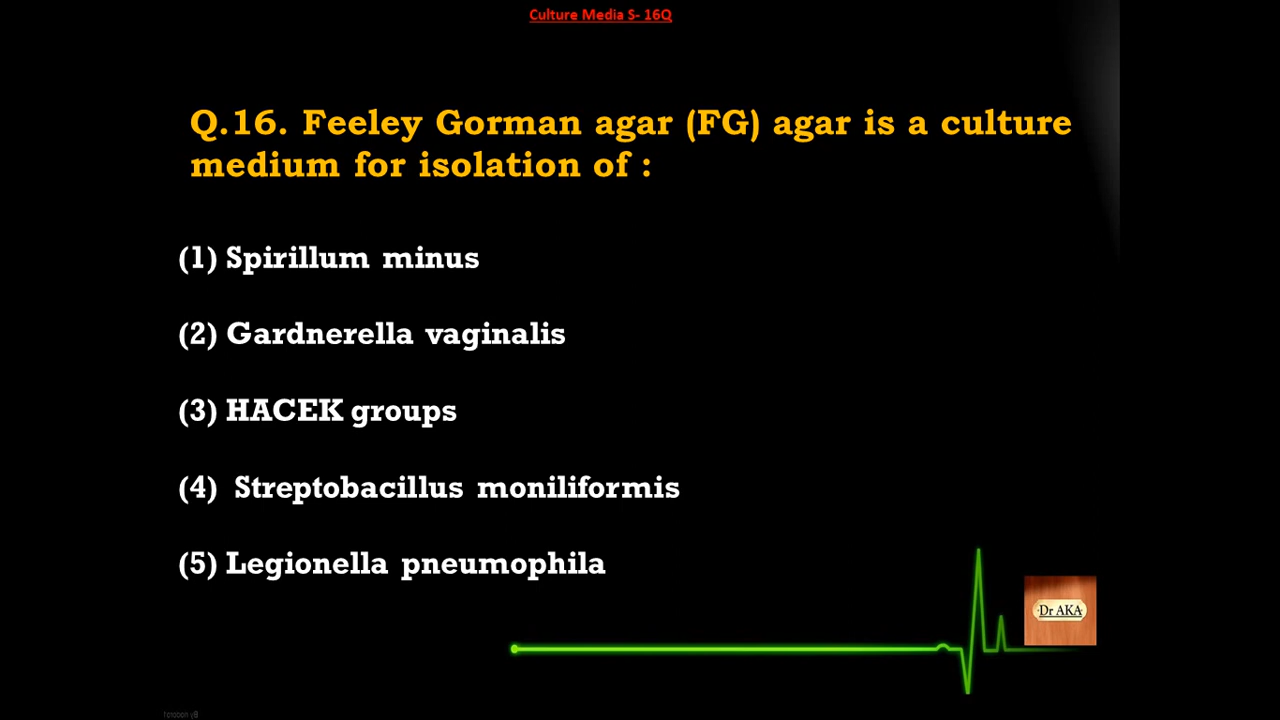 Culture Media S- 16Q
Q.16. Feeley Gorman agar (FG) agar is a culture
medium for isolation of :
(1) Spirillum minus
(2) Gardnerella vaginalis
(3) HACEK groups
(4) Streptobacillus moniliformis
(5) Legionella pneumophila
Dr AKA